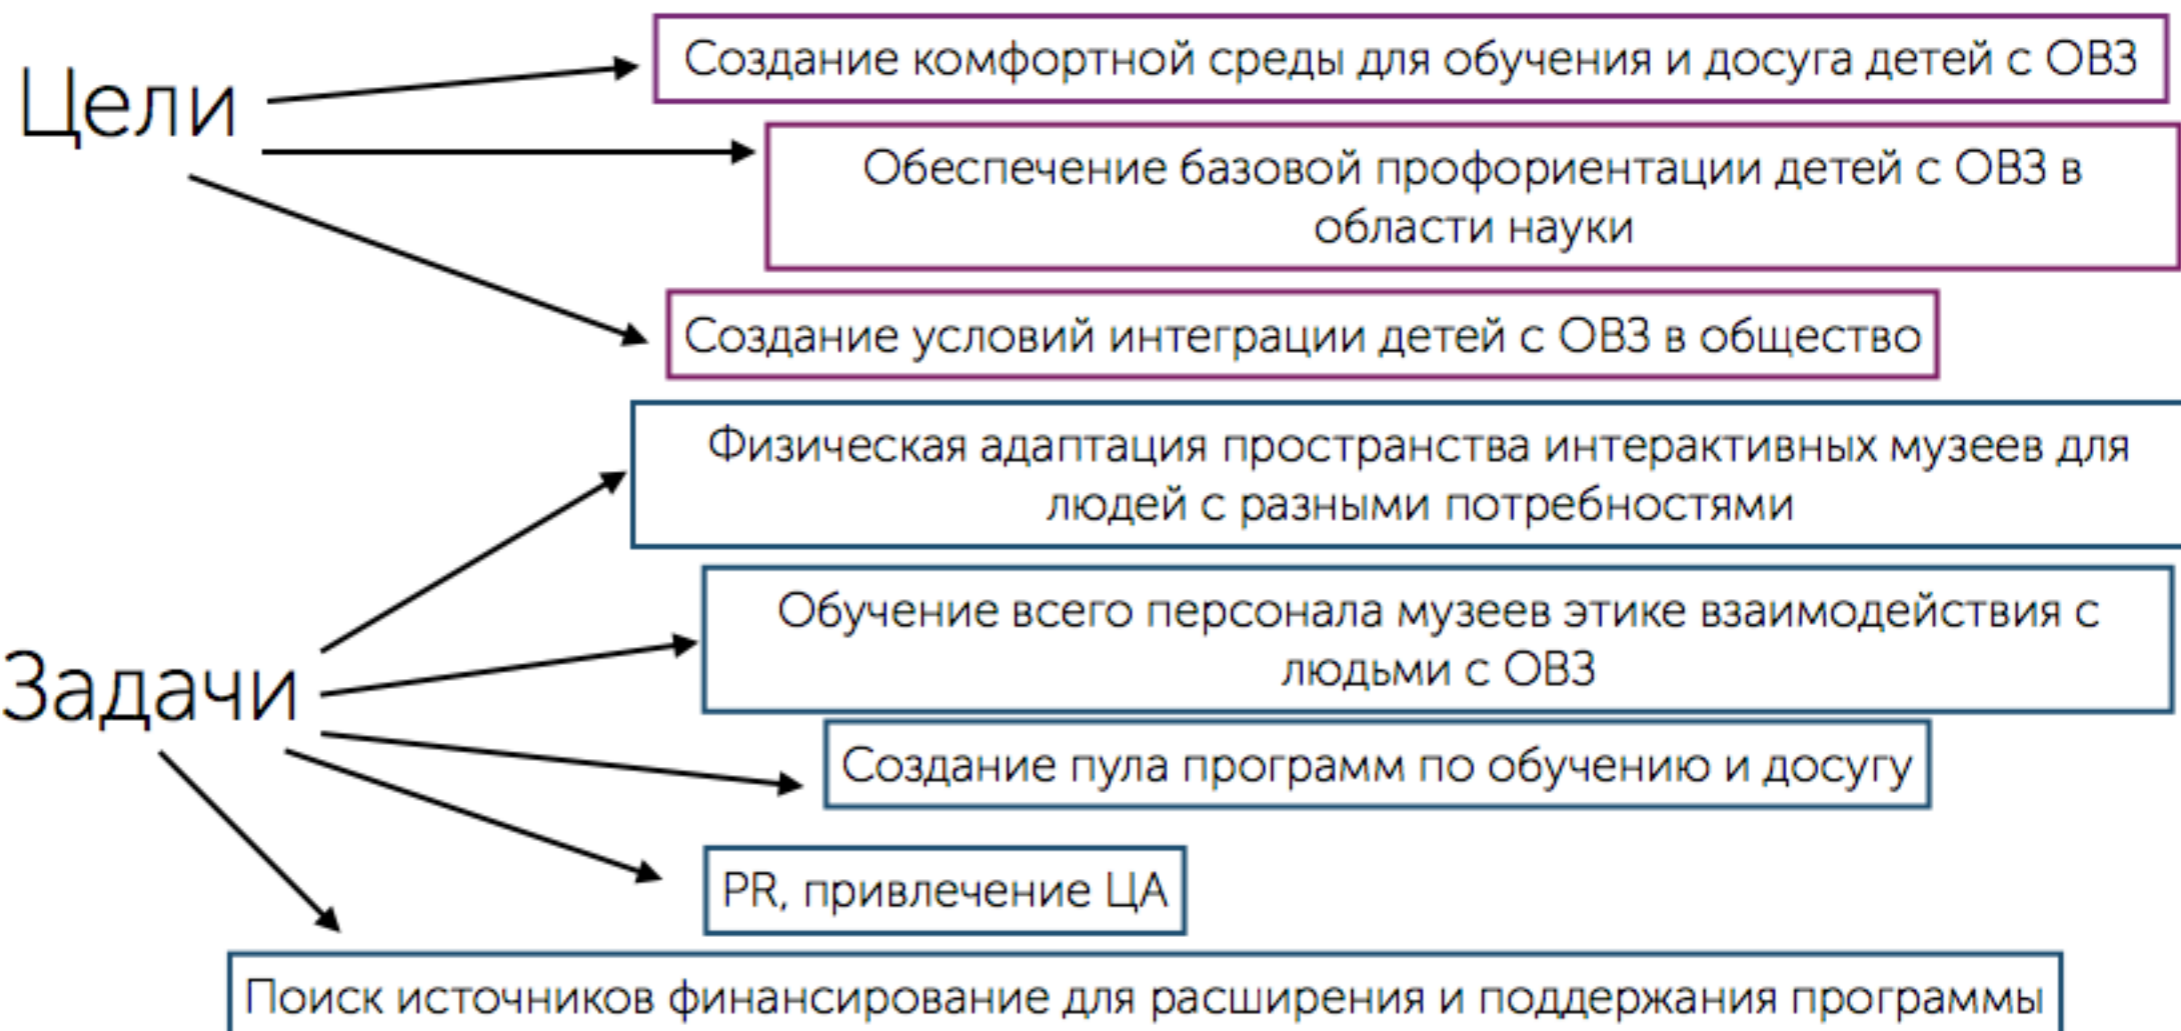 Цели
Создание комфортной среды для обучения и досуга детей с ОВЗ
Обеспечение базовой профориентации детей с ОВЗ в
области науки
Создание условий интеграции детей с ОВЗ в общество
Задачи
Физическая адаптация пространства интерактивных музеев для
людей с разными потребностями
Обучение всего персонала музеев этике взаимодействия с
людьми с ОВЗ
Создание пула программ по обучению и досугу
PR, привлечение ЦА
Поиск источников финансирование для расширения и поддержания программы